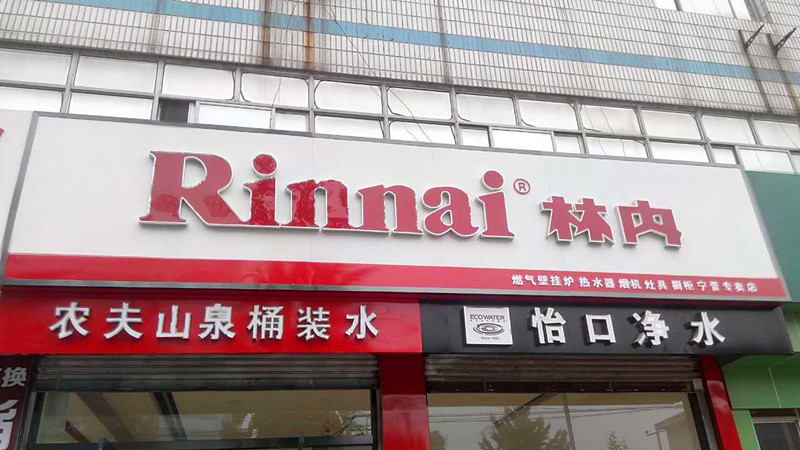 Rinnai® 林内
燃气壁挂炉 热水器 烟机 灶具 橱柜 宁晋专卖店
农夫山泉桶装水
ECOWATER 怡口净水
换